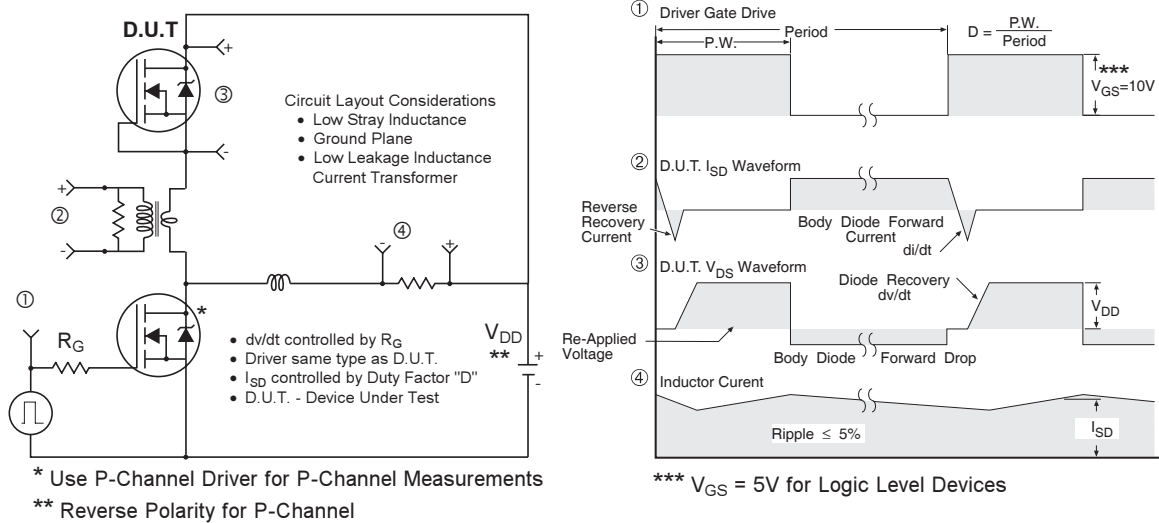 D.U.T
+
③
-
Circuit Layout Considerations
• Low Stray Inductance
• Ground Plane
• Low Leakage Inductance
Current Transformer
+
②
-
④
- +
①
R_G
*
• dv/dt controlled by R_G
• Driver same type as D.U.T.
• I_SD controlled by Duty Factor "D"
• D.U.T. - Device Under Test
V_DD
**
+
-
* Use P-Channel Driver for P-Channel Measurements
** Reverse Polarity for P-Channel
① Driver Gate Drive
P.W.
Period
D = P.W. / Period
***
V_GS=10V
② D.U.T. I_SD Waveform
Reverse
Recovery
Current
Body Diode Forward
Current
di/dt
③ D.U.T. V_DS Waveform
Diode Recovery
dv/dt
V_DD
Re-Applied
Voltage
Body Diode Forward Drop
④ Inductor Curent
Ripple ≤ 5%
I_SD
*** V_GS = 5V for Logic Level Devices